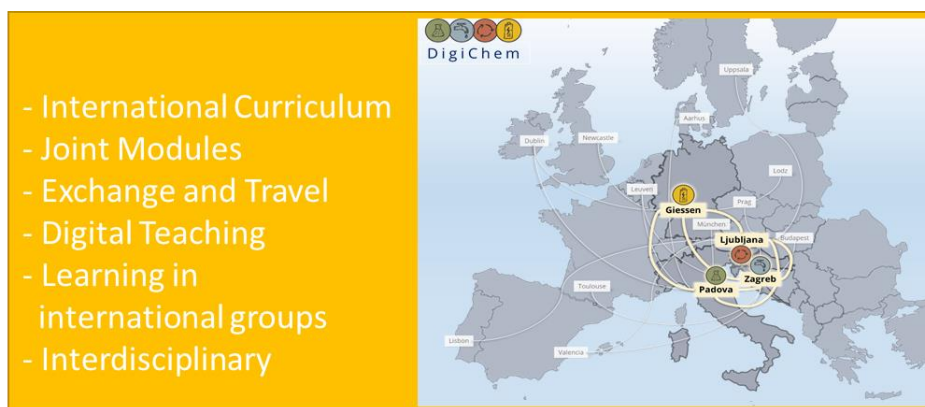 - International Curriculum
- Joint Modules
- Exchange and Travel
- Digital Teaching
- Learning in
international groups
- Interdisciplinary
DigiChem
Uppsala
Aarhus
Dublin
Newcastle
Lodz
Leuven
Prag
Giessen
München
Ljubljana
Budapest
Zagreb
Padova
Toulouse
Lisbon
Valencia